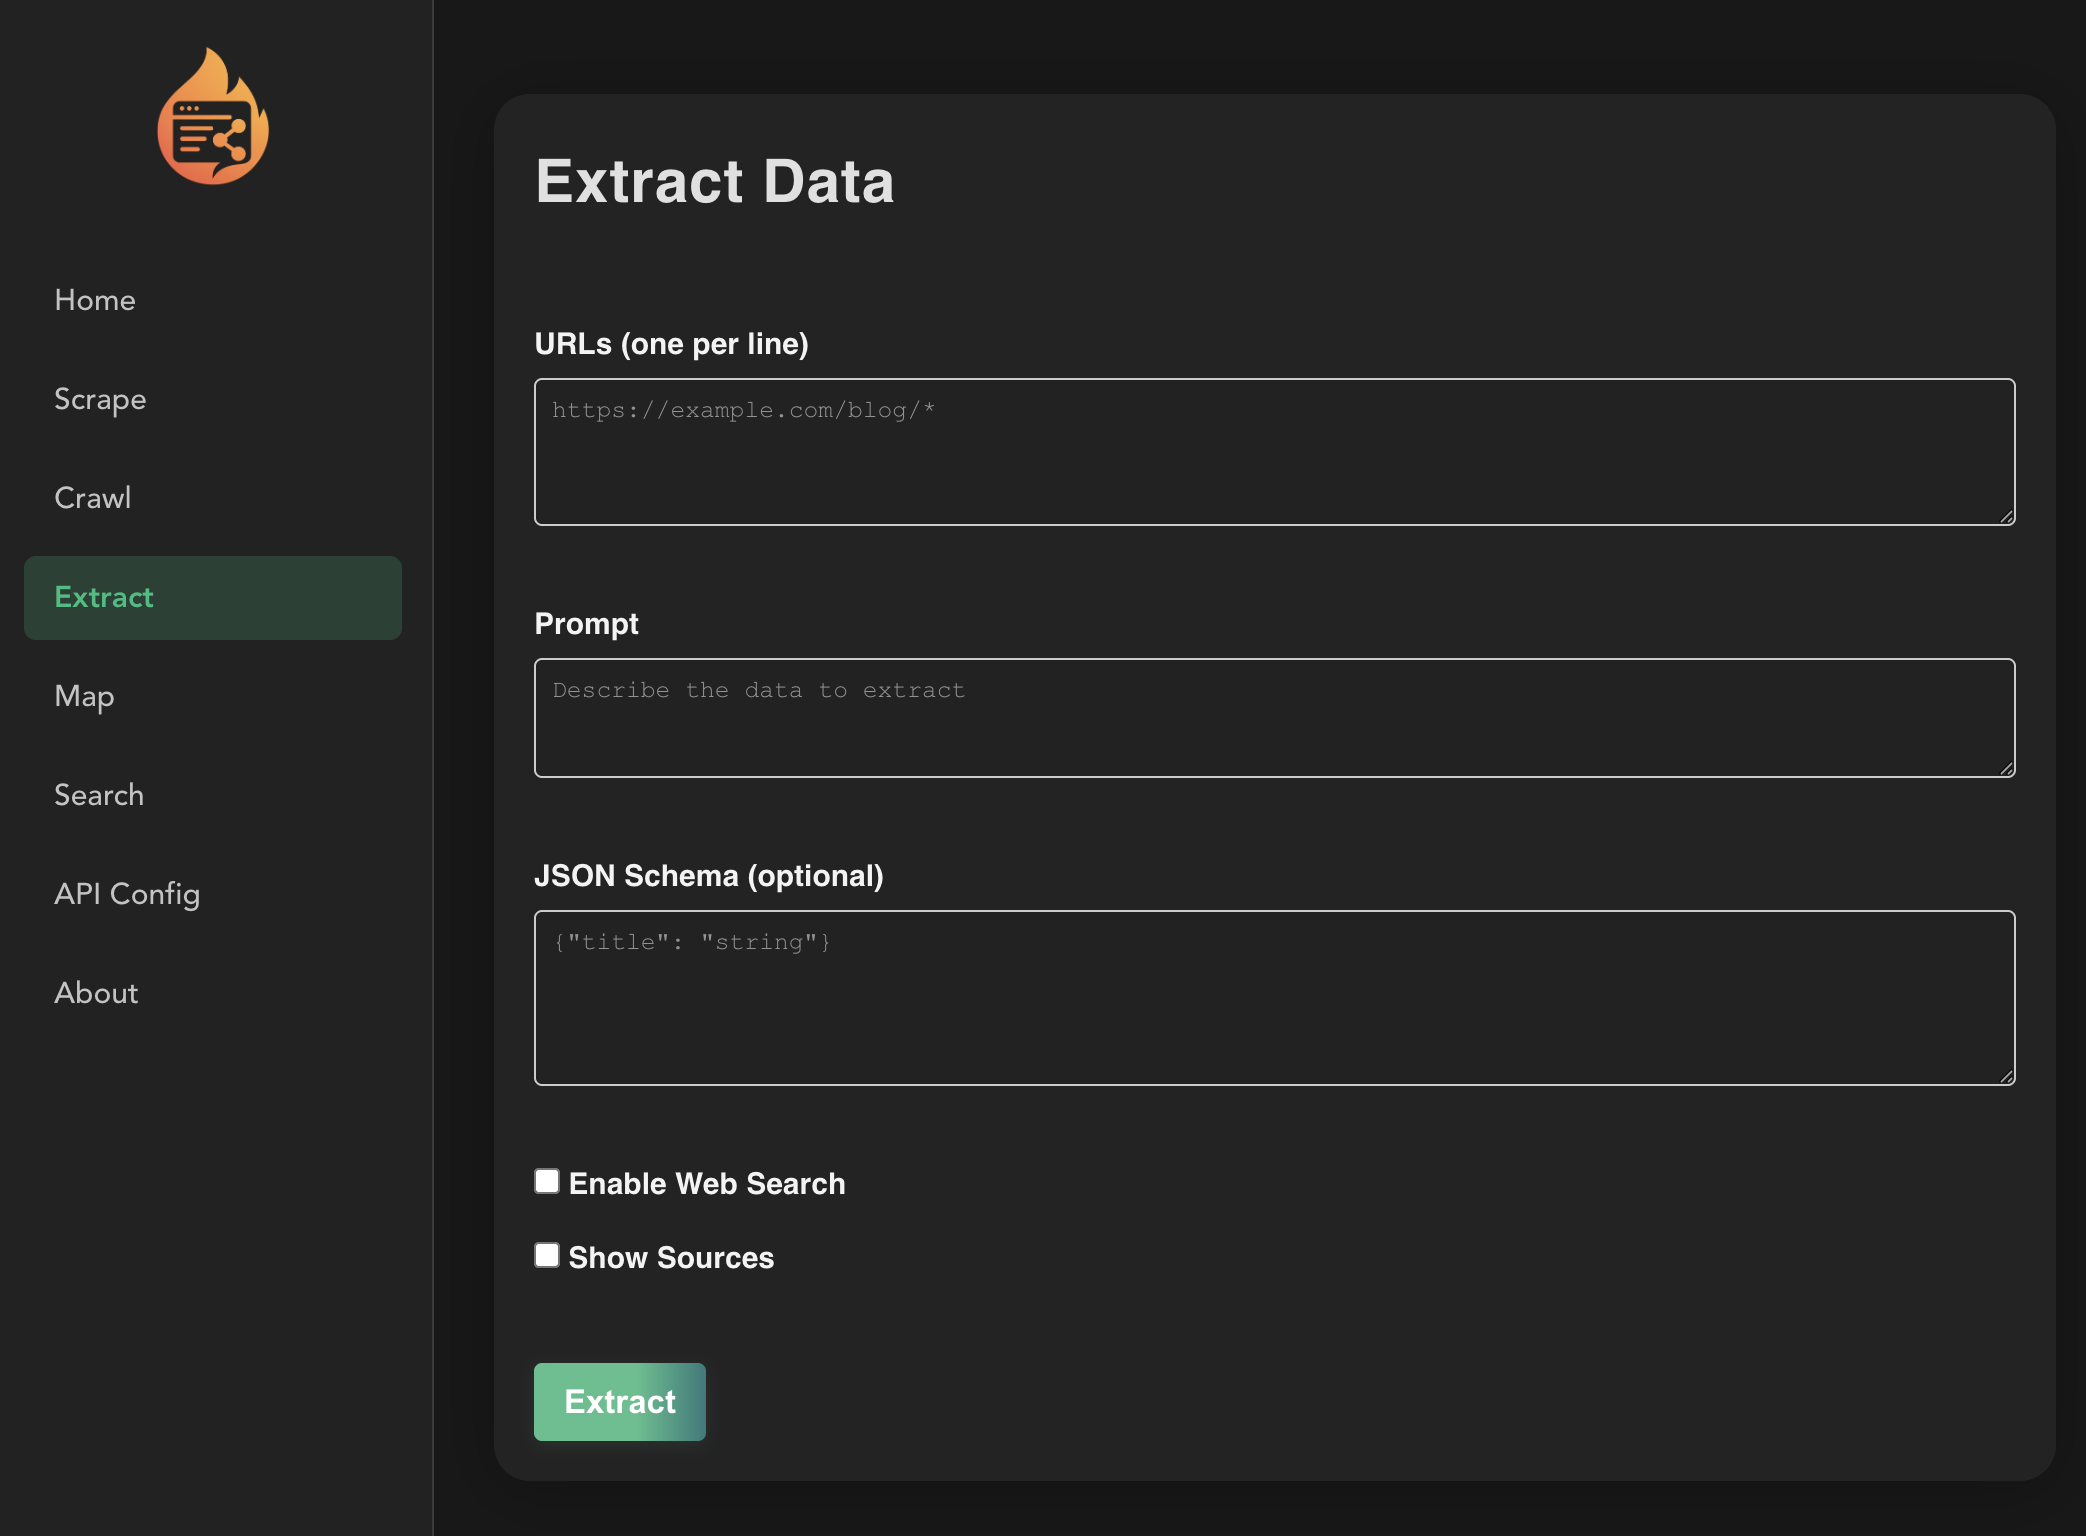 Home
Scrape
Crawl
Extract
Map
Search
API Config
About
Extract Data
URLs (one per line)
https://example.com/blog/*
Prompt
Describe the data to extract
JSON Schema (optional)
{"title": "string"}
Enable Web Search
Show Sources
Extract